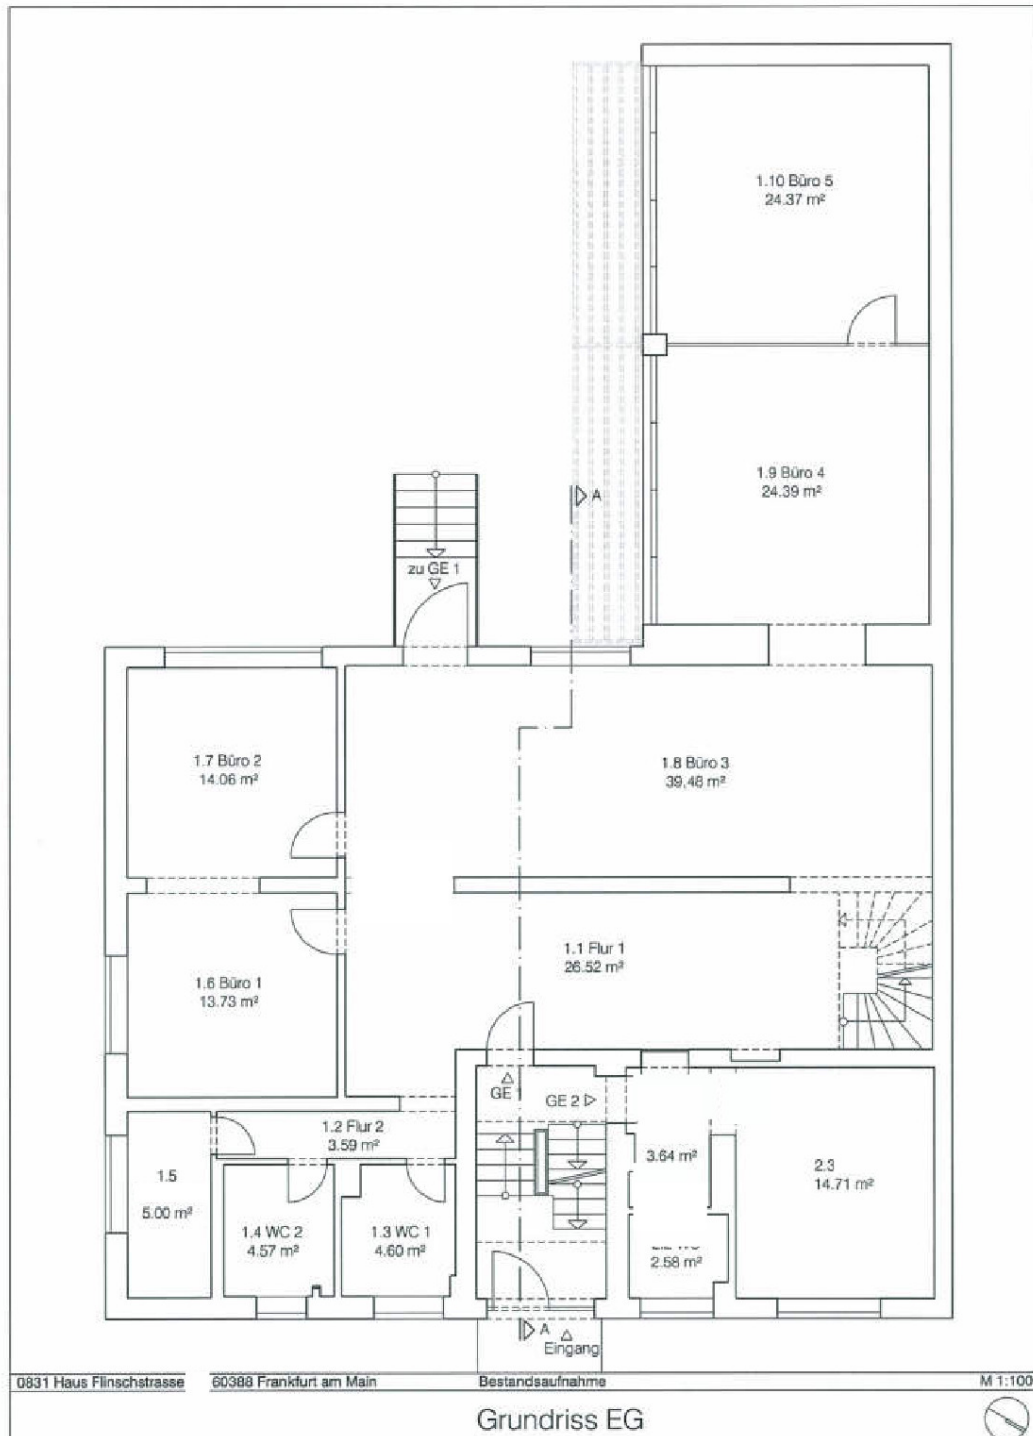 1.10 Büro 5
24.37 m²
1.9 Büro 4
24.39 m²
A
zu GE 1
1.7 Büro 2
14.06 m²
1.8 Büro 3
39.48 m²
1.1 Flur 1
26.52 m²
1.6 Büro 1
13.73 m²
GE
GE 2
1.2 Flur 2
3.59 m²
3.64 m²
2.3
14.71 m²
1.5
5.00 m²
1.4 WC 2
4.57 m²
1.3 WC 1
4.60 m²
2.58 m²
A
Eingang
0831 Haus Flinschstrasse 60388 Frankfurt am Main Bestandsaufnahme M 1:100
Grundriss EG